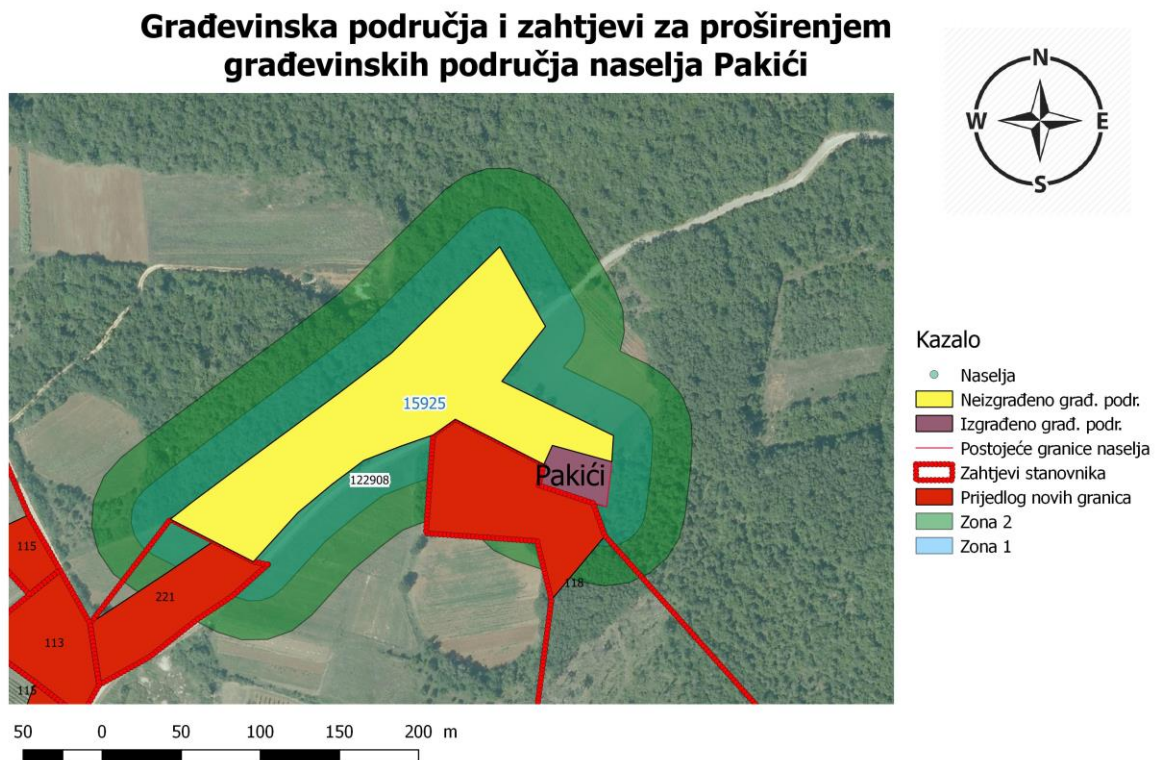 Građevinska područja i zahtjevi za proširenjem
građevinskih područja naselja Pakići
N
W
E
S
15925
122908
Pakići
115
221
118
113
115
Kazalo
Naselja
Neizgrađeno građ. podr.
Izgrađeno građ. podr.
Postojeće granice naselja
Zahtjevi stanovnika
Prijedlog novih granica
Zona 2
Zona 1
50 0 50 100 150 200 m